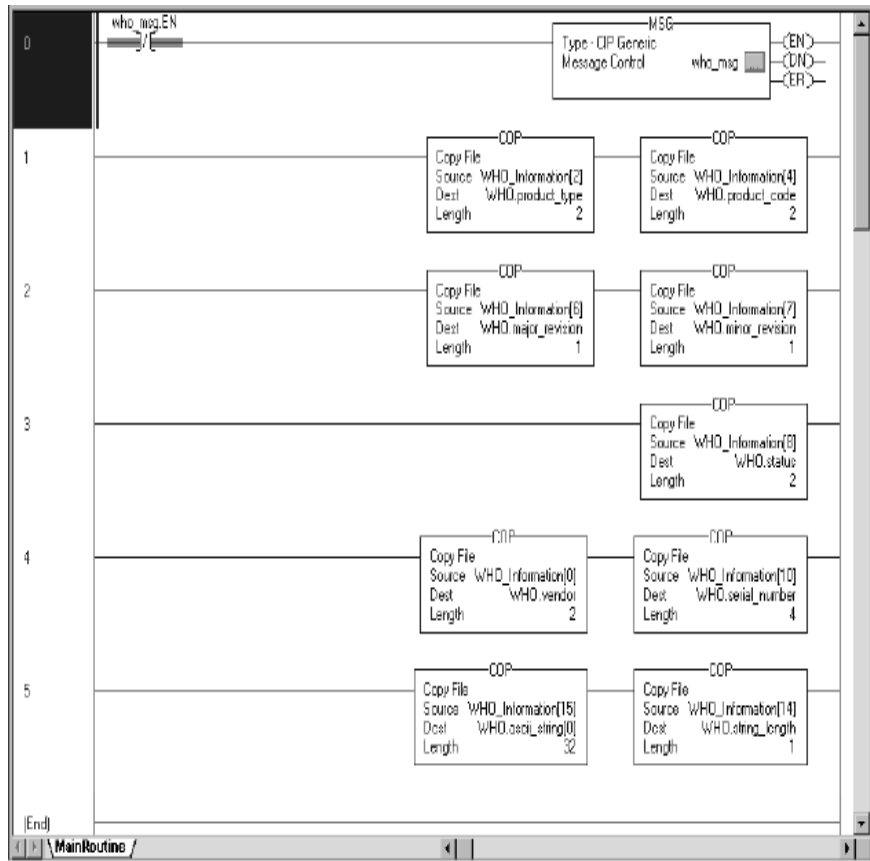 who_msg.EN
MSG
0
Type - CIP Generic
Message Control who_msg ...
(EN)
(DN)
(ER)
1
COP
Copy File
Source WHO_Information[2]
Dest WHO.product_type
Length 2
COP
Copy File
Source WHO_Information[4]
Dest WHO.product_code
Length 2
2
COP
Copy File
Source WHO_Information[6]
Dest WHO.major_revision
Length 1
COP
Copy File
Source WHO_Information[7]
Dest WHO.minor_revision
Length 1
3
COP
Copy File
Source WHO_Information[8]
Dest WHO.status
Length 2
4
COP
Copy File
Source WHO_Information[0]
Dest WHO.vendor
Length 2
COP
Copy File
Source WHO_Information[10]
Dest WHO.serial_number
Length 4
5
COP
Copy File
Source WHO_Information[15]
Dest WHO.ascii_string[0]
Length 32
COP
Copy File
Source WHO_Information[14]
Dest WHO.string_length
Length 1
(End)
MainRoutine